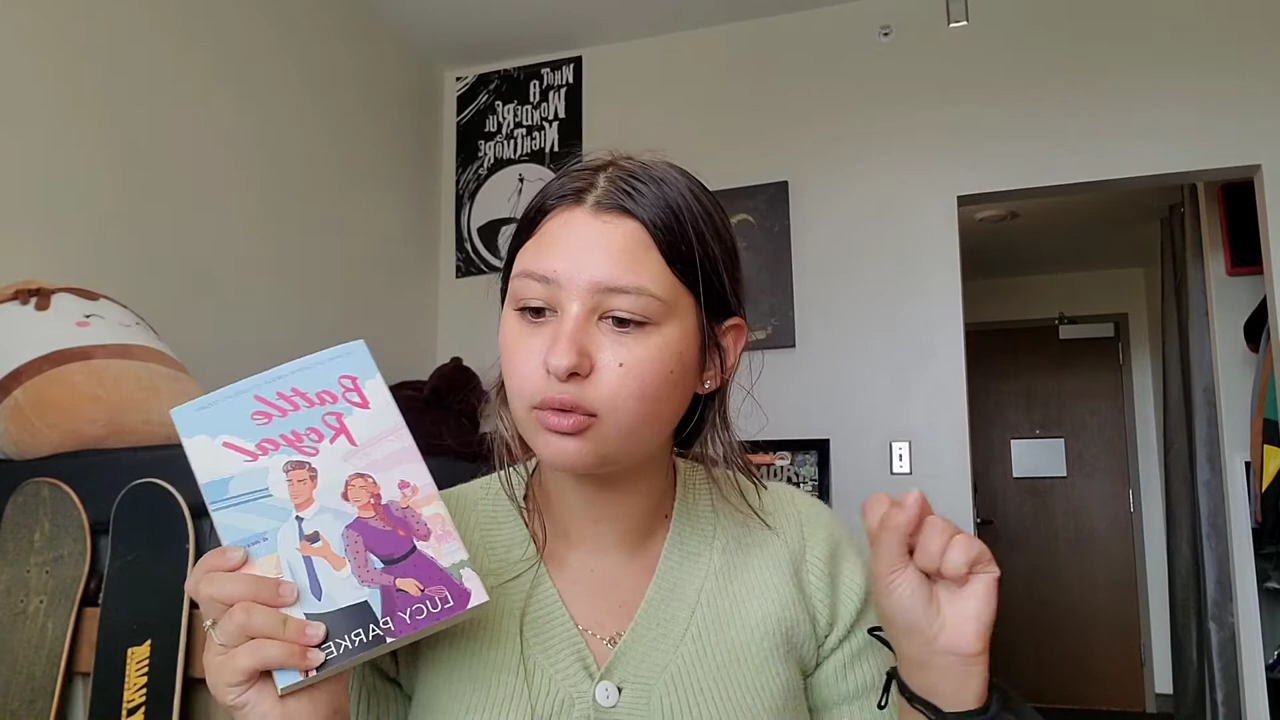 WHAT
A
WONDERFUL
NIGHTMARE
Battle
Royal
LUCY PARKE